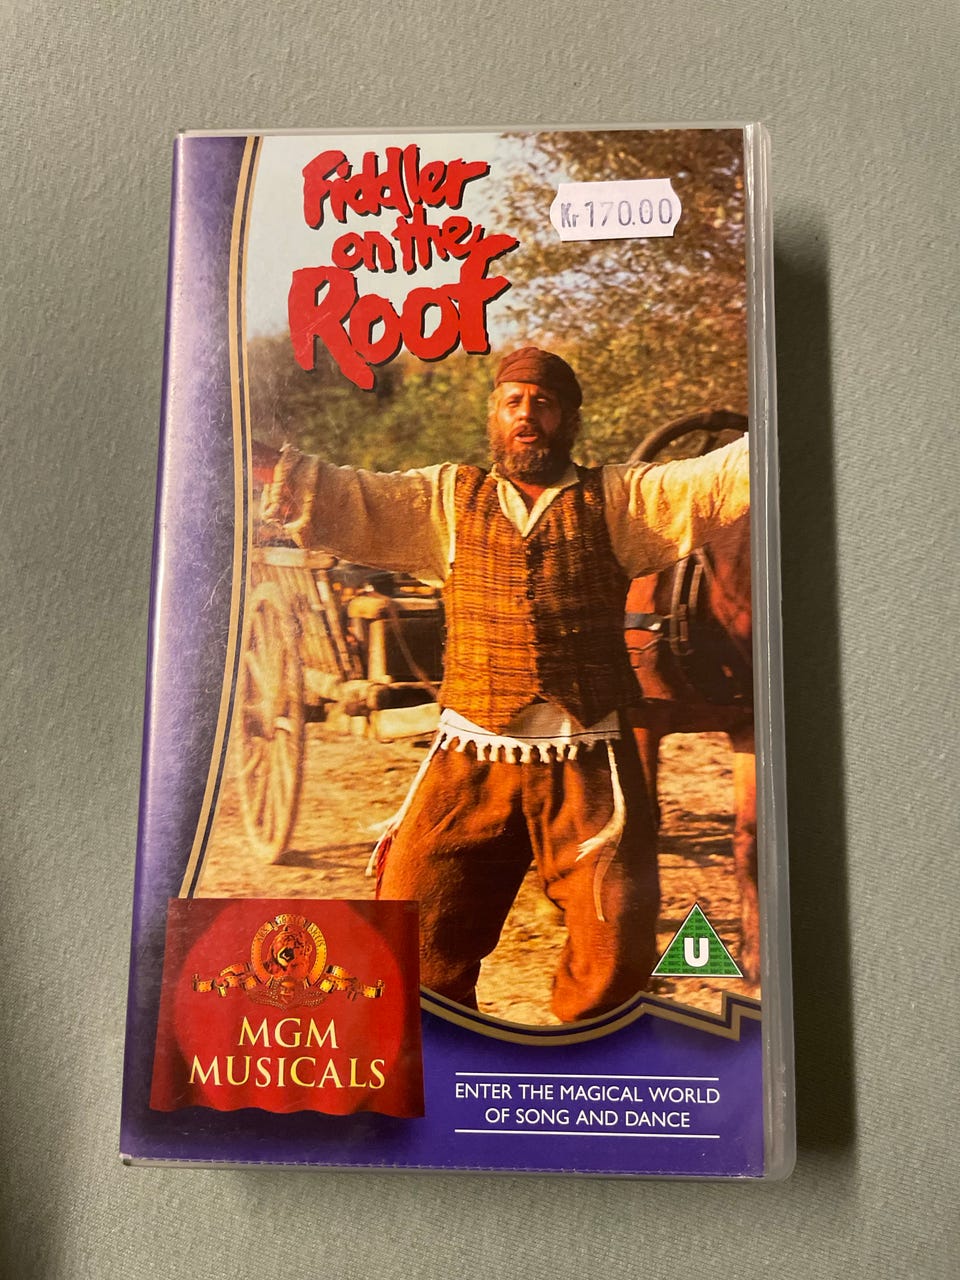 Fiddler
on the
Roof
Kr 170.00
U
MGM
MUSICALS
ENTER THE MAGICAL WORLD
OF SONG AND DANCE